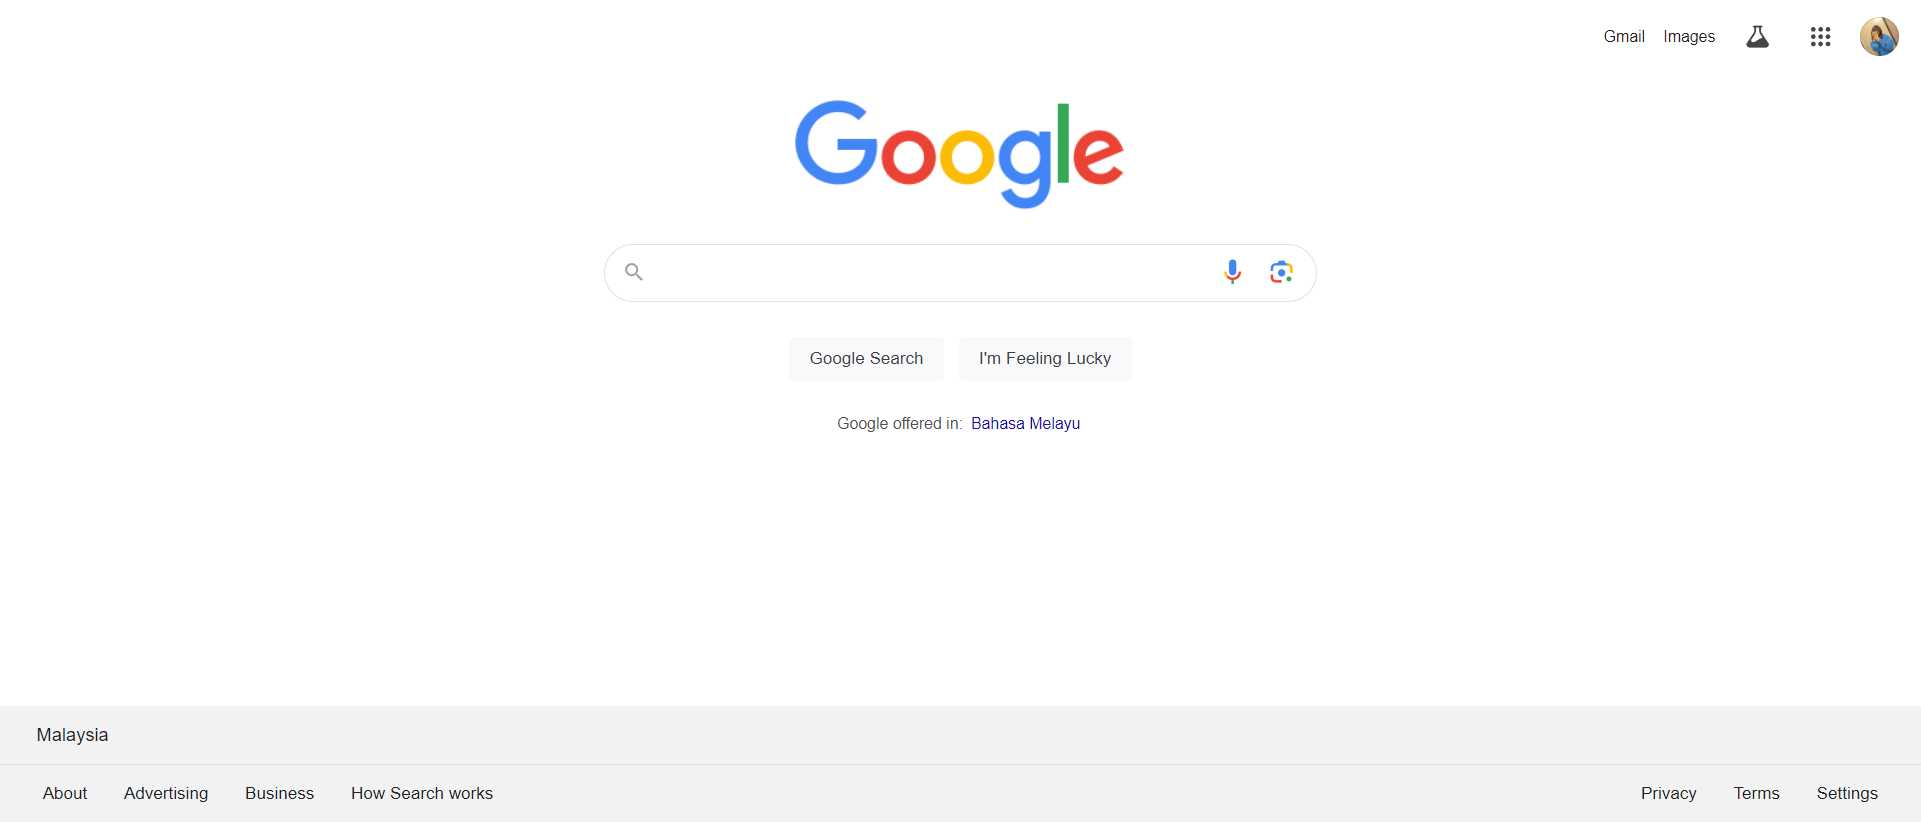 Gmail Images
Google
Google Search I'm Feeling Lucky
Google offered in: Bahasa Melayu
Malaysia
About Advertising Business How Search works Privacy Terms Settings